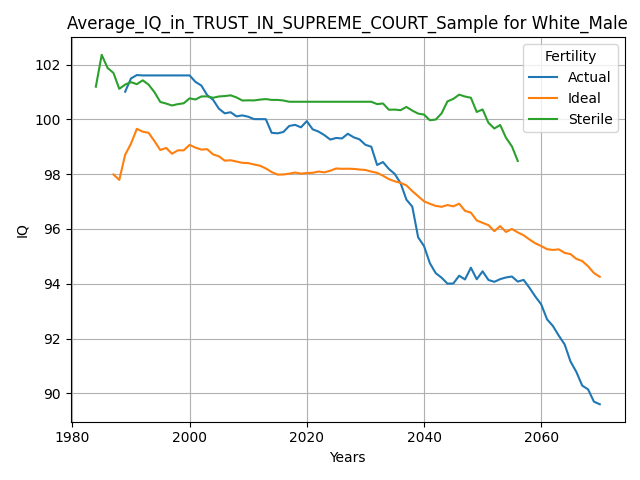 Average_IQ_in_TRUST_IN_SUPREME_COURT_Sample for White_Male
Fertility
Actual
Ideal
Sterile
IQ
102
100
98
96
94
92
90
1980
2000
2020
2040
2060
Years